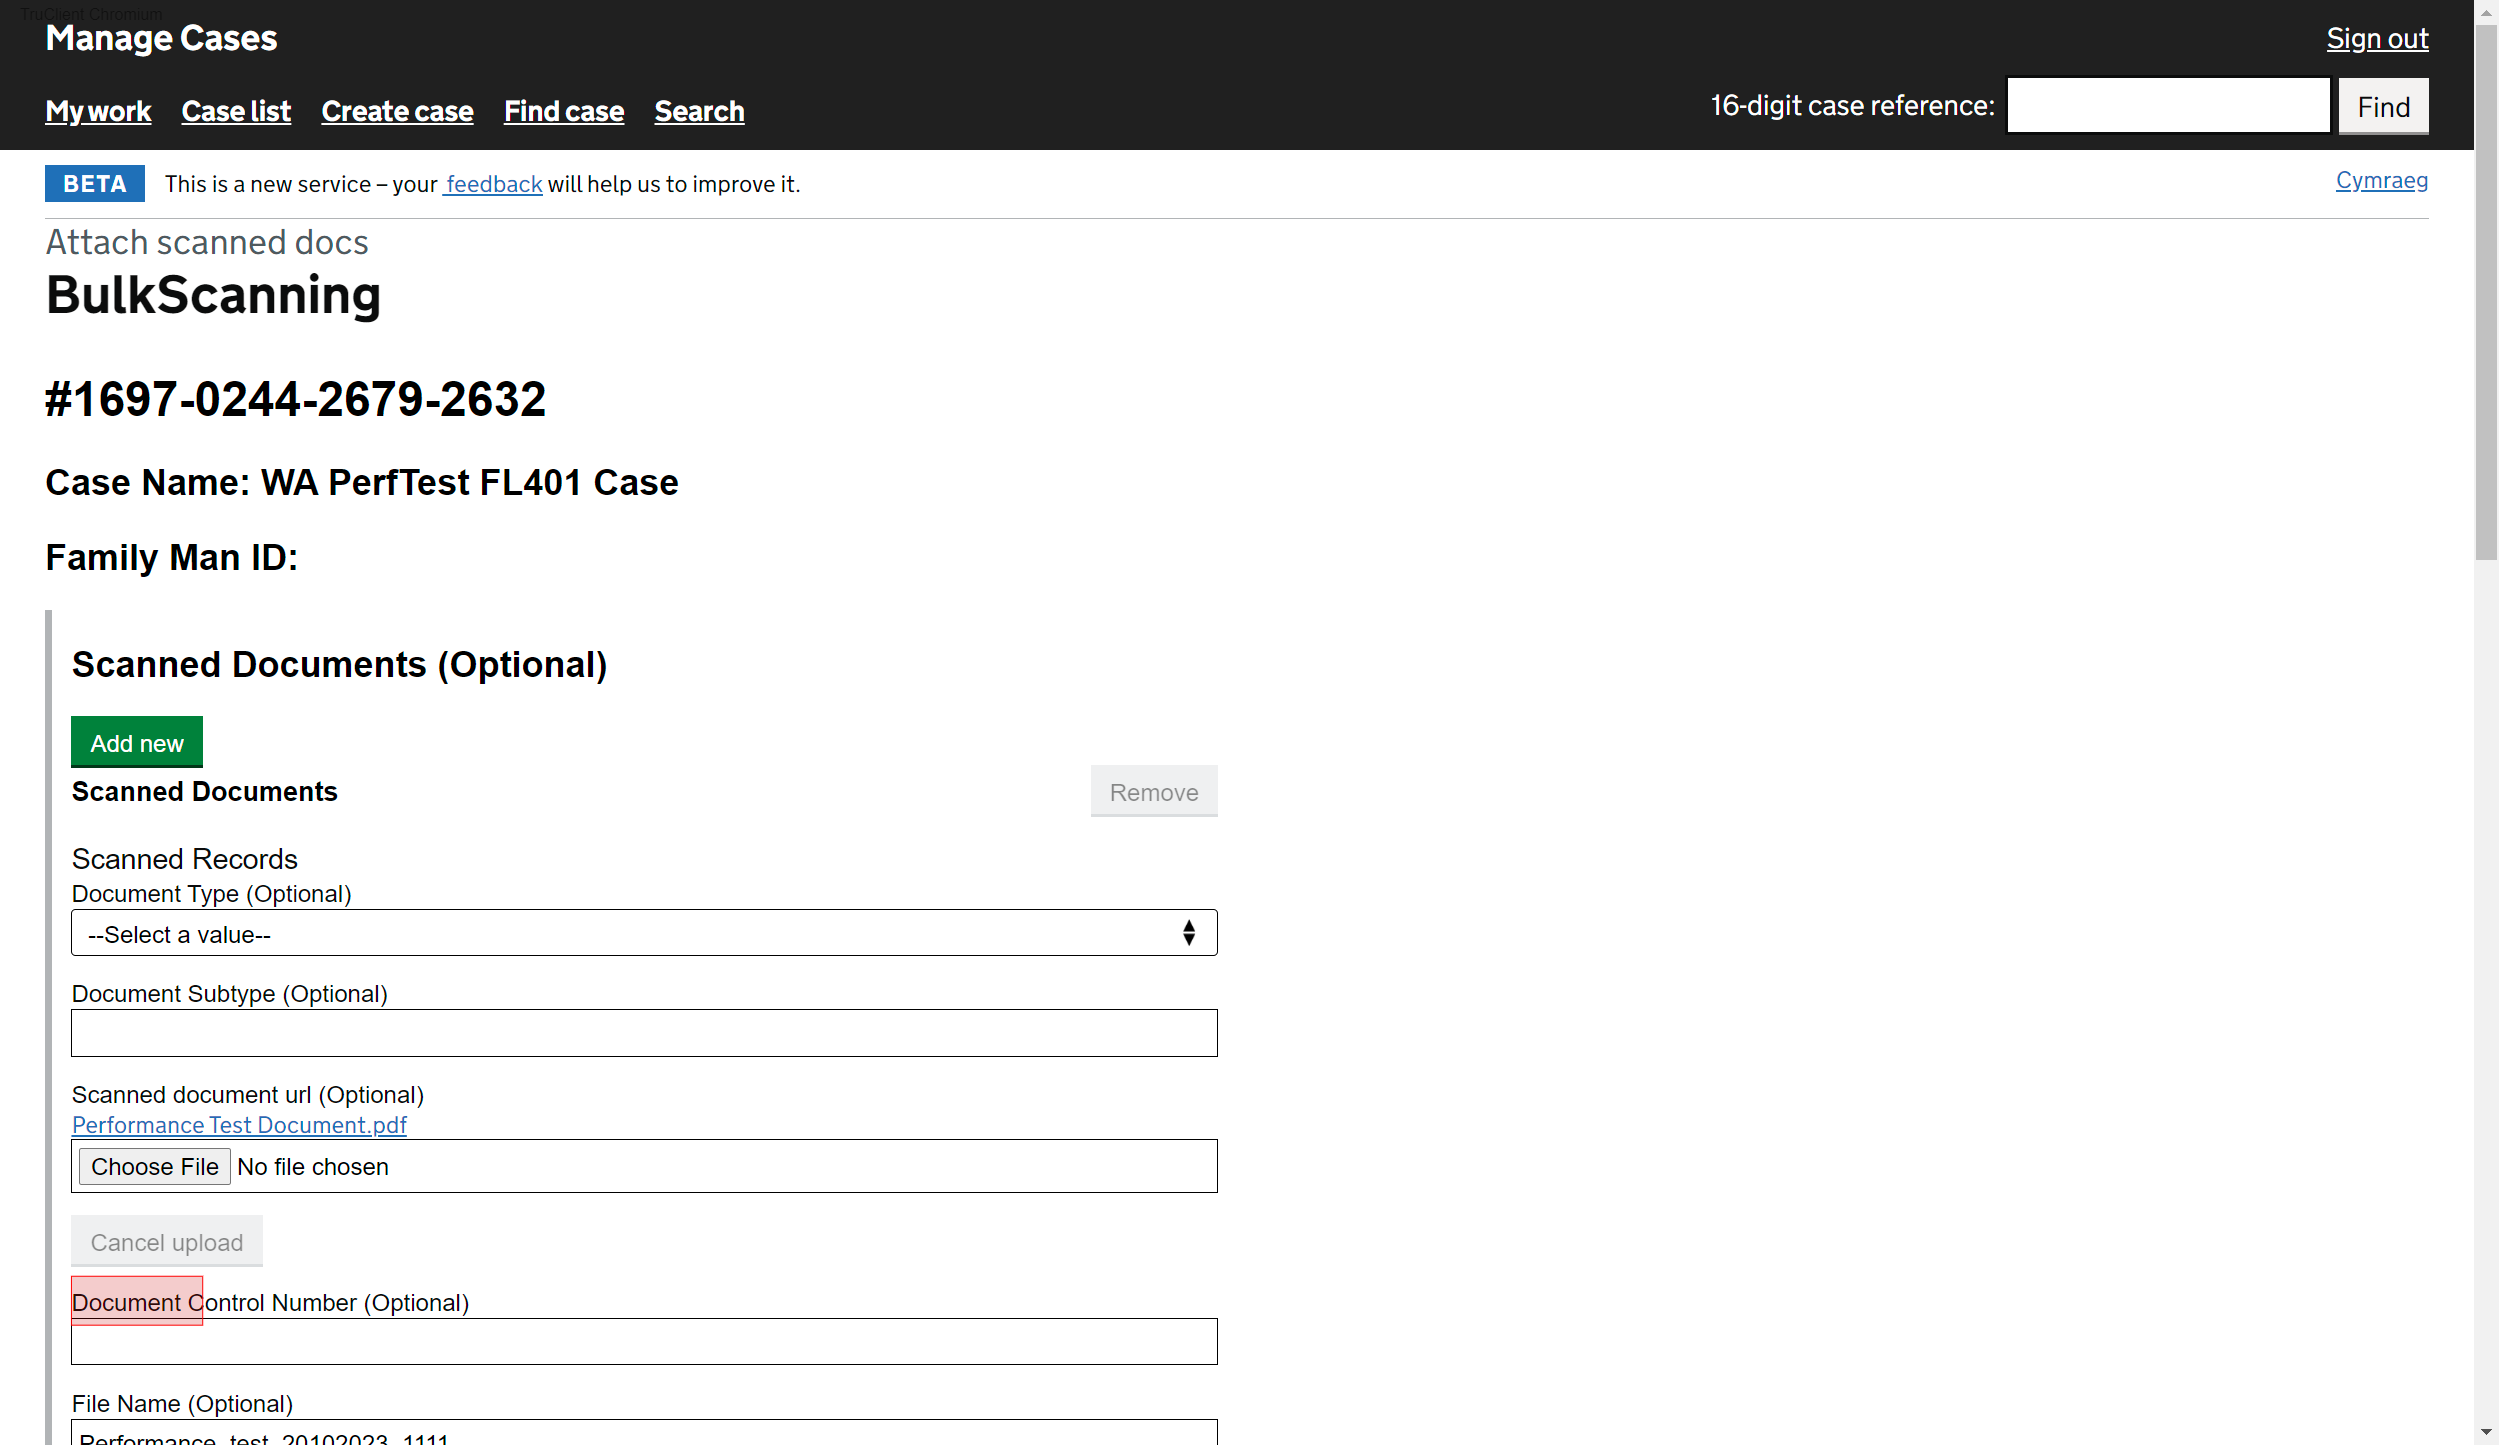 TruClient Chromium
Manage Cases
Sign out
My work Case list Create case Find case Search
16-digit case reference: Find
BETA This is a new service – your feedback will help us to improve it.
Cymraeg
Attach scanned docs
BulkScanning
#1697-0244-2679-2632
Case Name: WA PerfTest FL401 Case
Family Man ID:
Scanned Documents (Optional)
Add new
Scanned Documents
Remove
Scanned Records
Document Type (Optional)
--Select a value--
Document Subtype (Optional)
Scanned document url (Optional)
Performance Test Document.pdf
Choose File No file chosen
Cancel upload
Document Control Number (Optional)
File Name (Optional)
Performance_test_20102023_1111